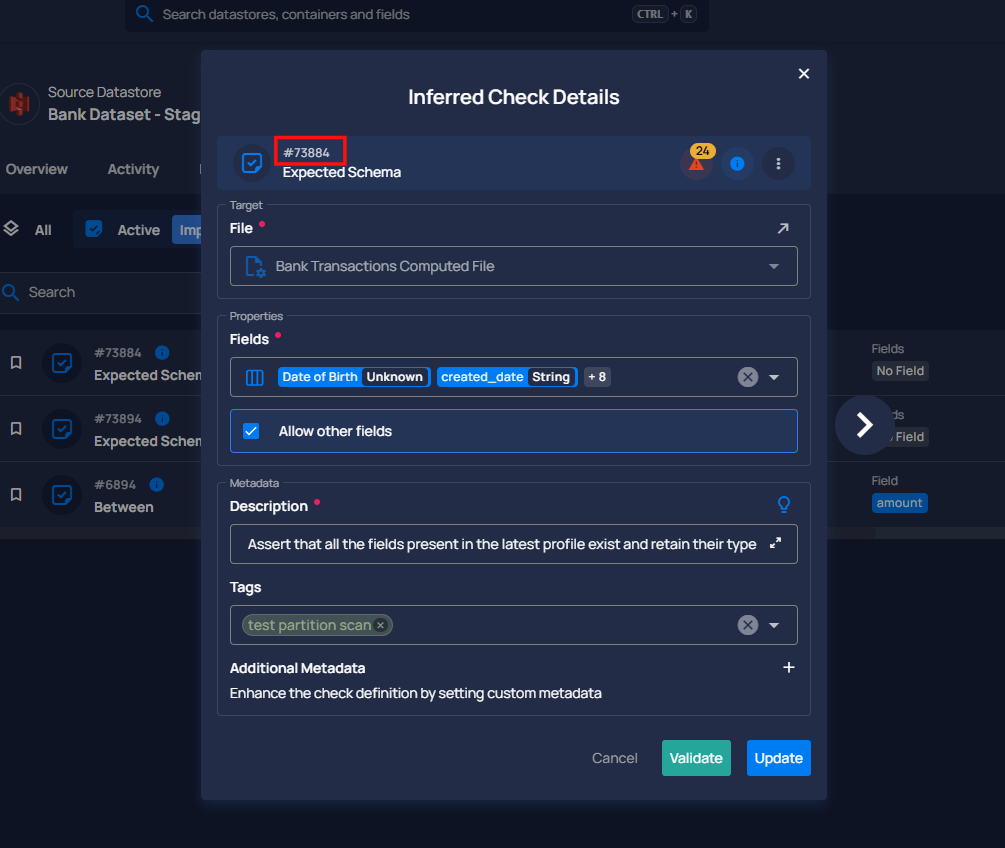 Search datastores, containers and fields
CTRL + K
Source Datastore
Bank Dataset - Stag
Overview
Activity
All
Active
Imp
Search
#73884
Expected Schem
Fields
No Field
#73894
Expected Schem
Field
#6894
Between
Field
amount
Inferred Check Details
#73884
Expected Schema
24
Target
File
Bank Transactions Computed File
Properties
Fields
Date of Birth Unknown created_date String + 8
Allow other fields
Metadata
Description
Assert that all the fields present in the latest profile exist and retain their type
Tags
test partition scan
Additional Metadata
Enhance the check definition by setting custom metadata
Cancel
Validate
Update